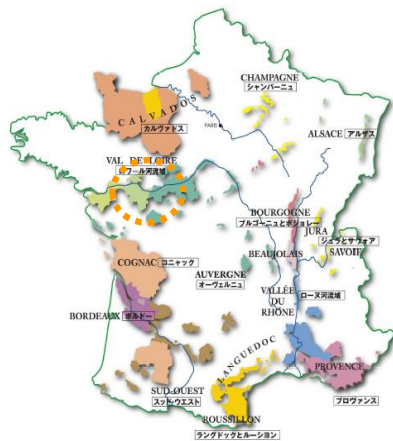 CHAMPAGNE
シャンパーニュ
CALVADOS
カルヴァドス
PARIS
ALSACE アルザス
VAL DE LOIRE
ロワール河流域
BOURGOGNE
ブルゴーニュとボジョレー
JURA
ジュラとサヴォア
SAVOIE
BEAUJOLAIS
COGNAC コニャック
AUVERGNE
オーヴェルニュ
VALLÉE
DU
RHÔNE
ローヌ河流域
BORDEAUX ボルドー
LANGUEDOC
PROVENCE
プロヴァンス
SUD-OUEST
スッド・ウエスト
ROUSSILLON
ラングドックとルーション